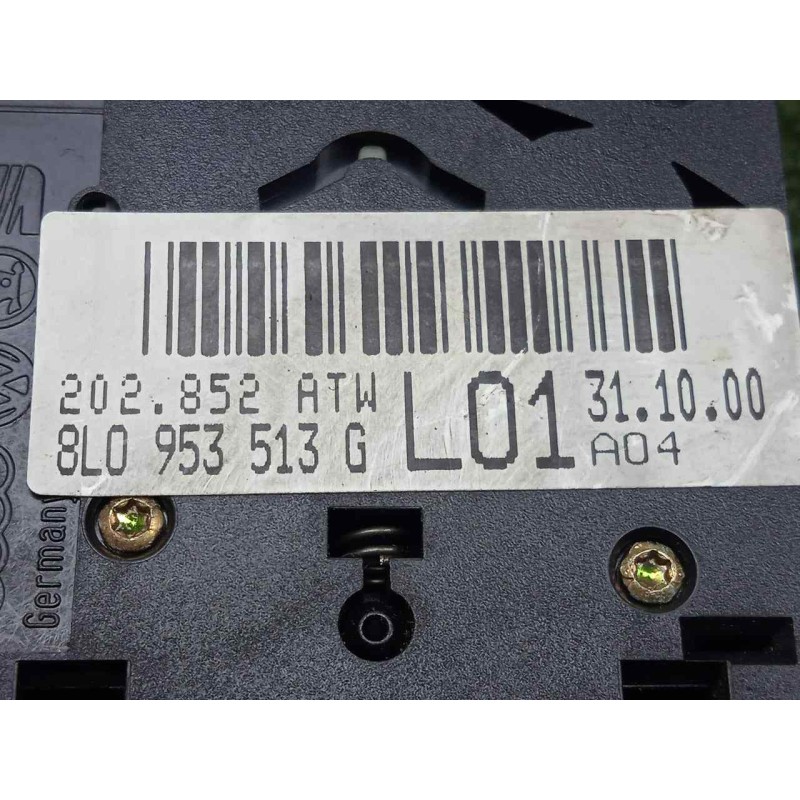 202.852 ATW
8L0 953 513 G
L01
31.10.00
A04
Germany